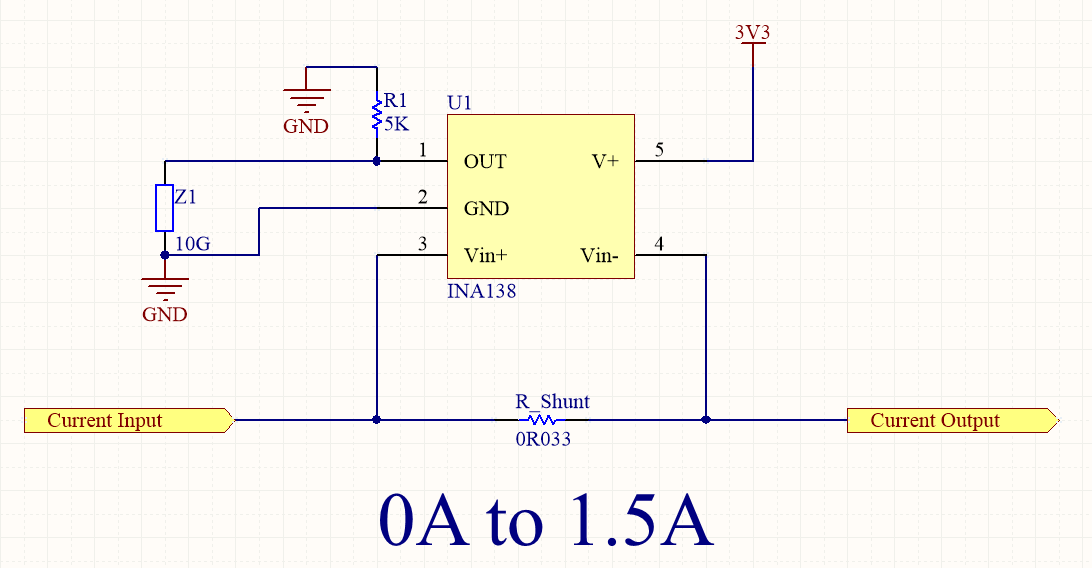 3V3
GND
R1
5K
U1
1
OUT
V+
5
Z1
2
GND
10G
3
Vin+
Vin-
4
INA138
GND
R_Shunt
Current Input
Current Output
0R033
0A to 1.5A